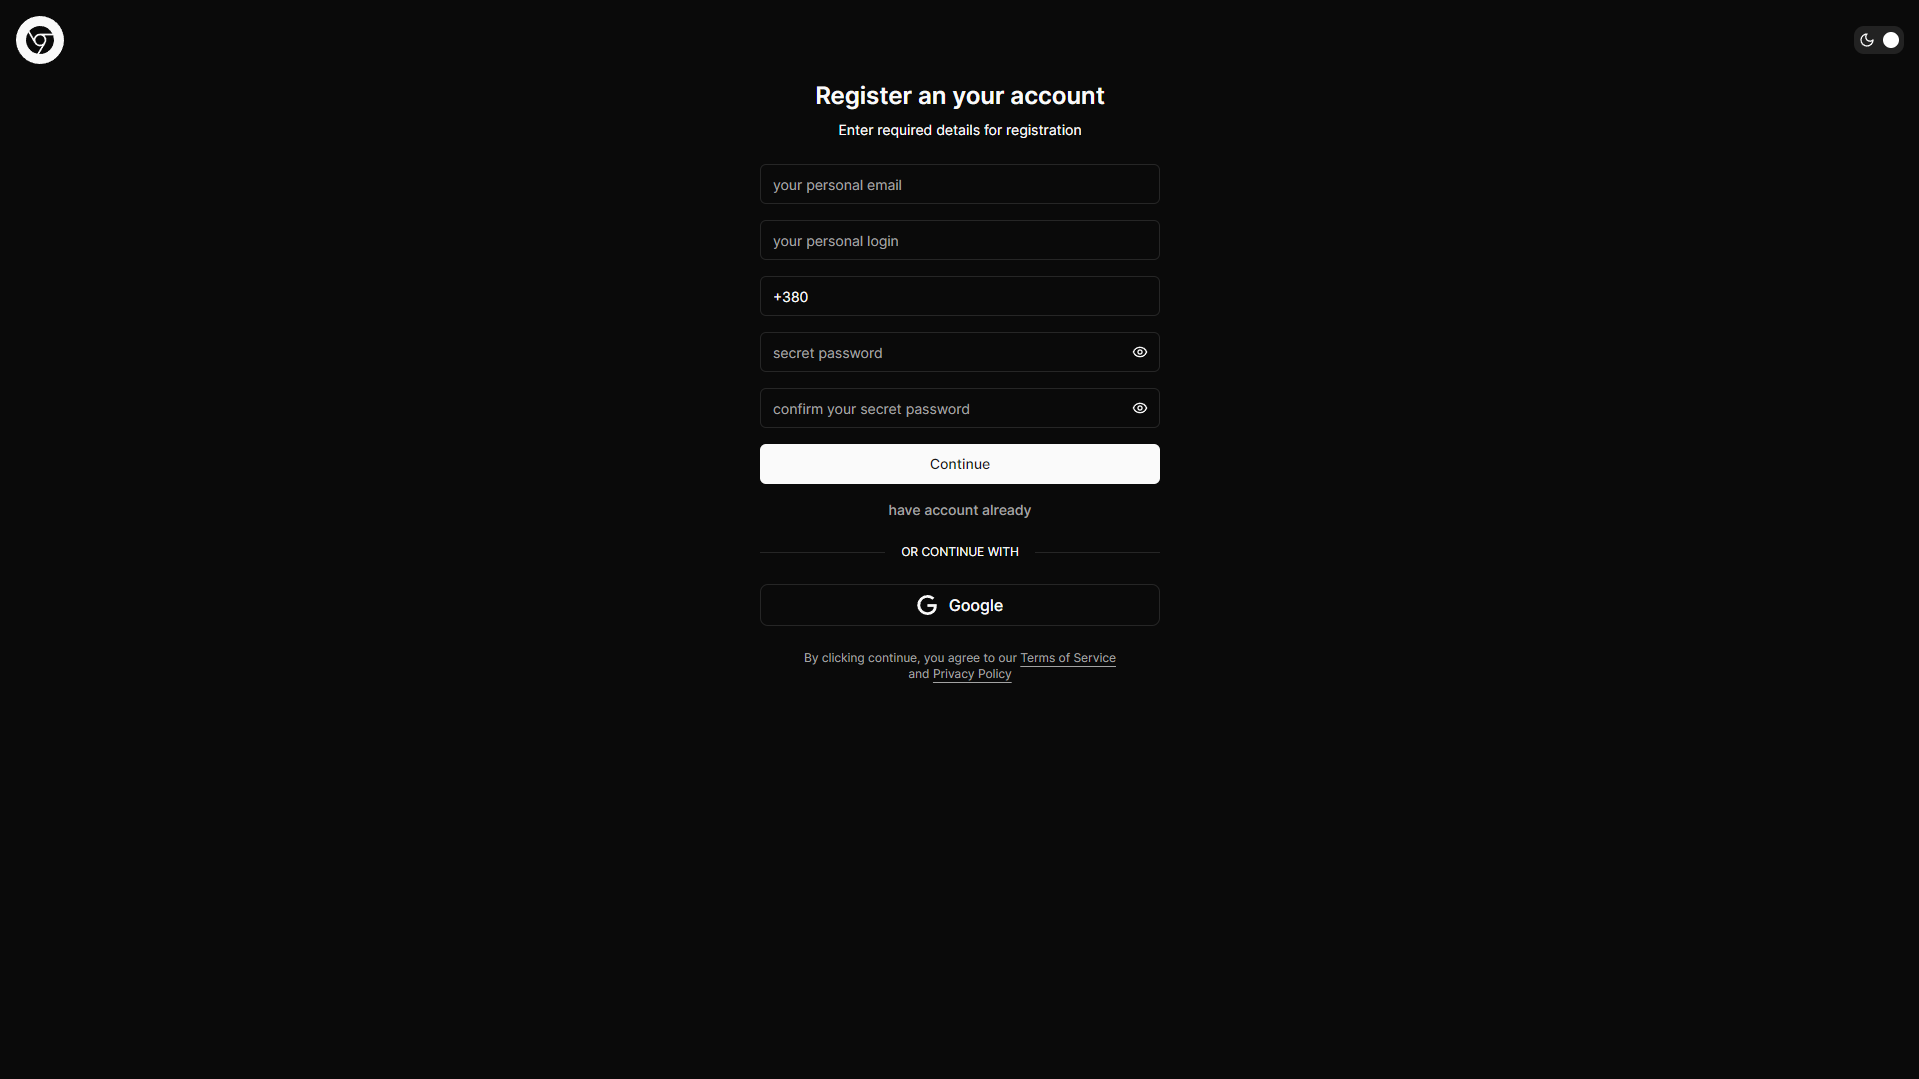 Register an your account
Enter required details for registration
your personal email
your personal login
+380
secret password
confirm your secret password
Continue
have account already
OR CONTINUE WITH
Google
By clicking continue, you agree to our Terms of Service
and Privacy Policy